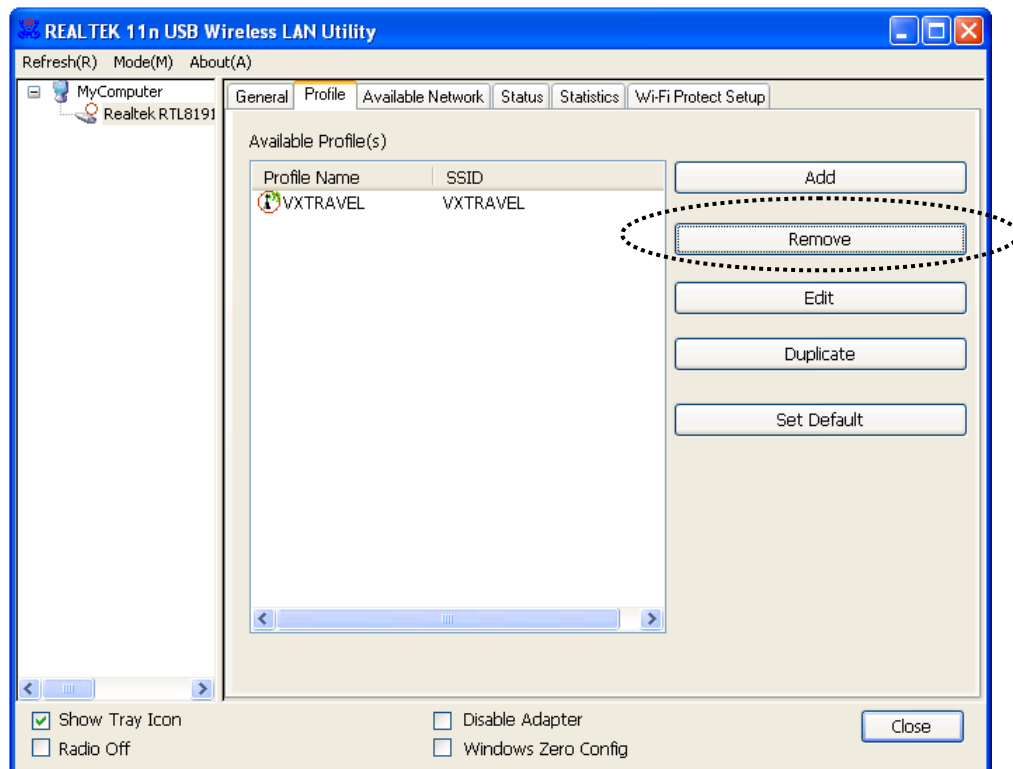 REALTEK 11n USB Wireless LAN Utility
Refresh(R) Mode(M) About(A)
MyComputer
Realtek RTL8191
General Profile Available Network Status Statistics Wi-Fi Protect Setup
Available Profile(s)
Profile Name SSID
VXTRAVEL VXTRAVEL
Add
Remove
Edit
Duplicate
Set Default
Show Tray Icon
Radio Off
Disable Adapter
Windows Zero Config
Close